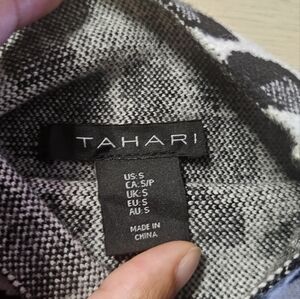 TAHARI
US:S
CA:S/P
UK:S
EU:S
AU:S
MADE IN
CHINA